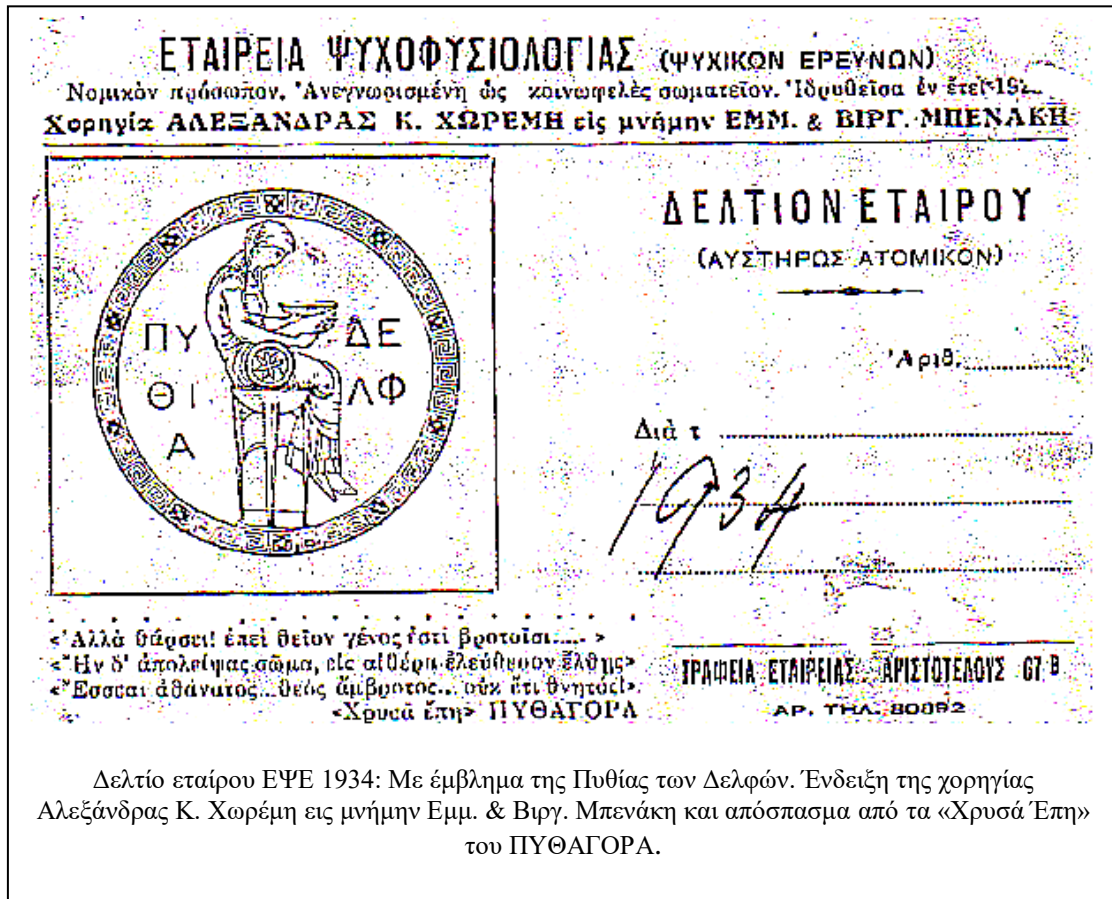 ΕΤΑΙΡΕΙΑ ΨΥΧΟΦΥΣΙΟΛΟΓΙΑΣ (ΨΥΧΙΚΩΝ ΕΡΕΥΝΩΝ)
Νομικὸν πρόσωπον. Ἀνεγνωρισμένη ὡς κοινωφελὲς σωματεῖον. Ἱδρυθεῖσα ἐν ἔτει
Χορηγία ΑΛΕΞΑΝΔΡΑΣ Κ. ΧΩΡΕΜΗ εἰς μνήμην ΕΜΜ. & ΒΙΡΓ. ΜΠΕΝΑΚΗ
ΠΥ
ΘΙ
Α
ΔΕ
ΛΦ
ΔΕΛΤΙΟΝ ΕΤΑΙΡΟΥ
(ΑΥΣΤΗΡΩΣ ΑΤΟΜΙΚΟΝ)
Ἀριθ.
Διὰ τ
1934
<Ἀλλὰ θάρσει! ἐπεὶ θεῖον γένος ἐστὶ βροτοῖσι..... >
<Ἢν δ' ἀπολείψας σῶμα, εἰς αἰθέρα ἐλεύθερον ἔλθῃς>
<Ἔσσεαι ἀθάνατος...θεὸς ἄμβροτος... οὐκ ἔτι θνητός!>
<Χρυσᾶ ἔπη> ΠΥΘΑΓΟΡΑ
ΓΡΑΦΕΙΑ ΕΤΑΙΡΕΙΑΣ: ΑΡΙΣΤΟΤΕΛΟΥΣ 67 Β
ΑΡ. ΤΗΛ. 80892
Δελτίο εταίρου ΕΨΕ 1934: Με έμβλημα της Πυθίας των Δελφών. Ένδειξη της χορηγίας
Αλεξάνδρας Κ. Χωρέμη εις μνήμην Εμμ. & Βιργ. Μπενάκη και απόσπασμα από τα «Χρυσά Έπη»
του ΠΥΘΑΓΟΡΑ.